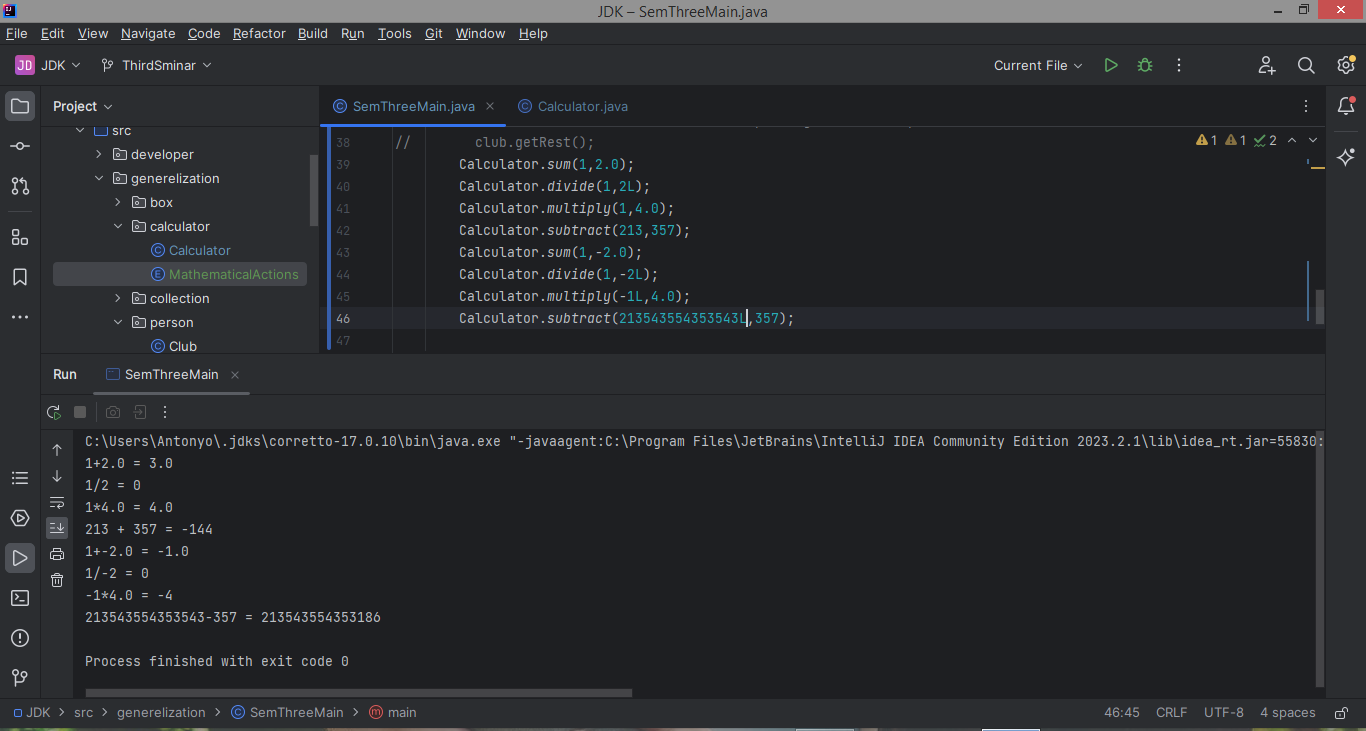 JDK – SemThreeMain.java
File Edit View Navigate Code Refactor Build Run Tools Git Window Help
JD JDK ThirdSminar Current File
Project
SemThreeMain.java
Calculator.java
src
developer
generelization
box
calculator
Calculator
MathematicalActions
collection
person
Club
1 1 2
38 // club.getRest();
39 Calculator.sum(1,2.0);
40 Calculator.divide(1,2L);
41 Calculator.multiply(1,4.0);
42 Calculator.subtract(213,357);
43 Calculator.sum(1,-2.0);
44 Calculator.divide(1,-2L);
45 Calculator.multiply(-1L,4.0);
46 Calculator.subtract(213543554353543L,357);
47
Run SemThreeMain
C:\Users\Antonyo\.jdks\corretto-17.0.10\bin\java.exe "-javaagent:C:\Program Files\JetBrains\IntelliJ IDEA Community Edition 2023.2.1\lib\idea_rt.jar=55830:
1+2.0 = 3.0
1/2 = 0
1*4.0 = 4.0
213 + 357 = -144
1+-2.0 = -1.0
1/-2 = 0
-1*4.0 = -4
213543554353543-357 = 213543554353186
Process finished with exit code 0
JDK > src > generelization > SemThreeMain > main 46:45 CRLF UTF-8 4 spaces